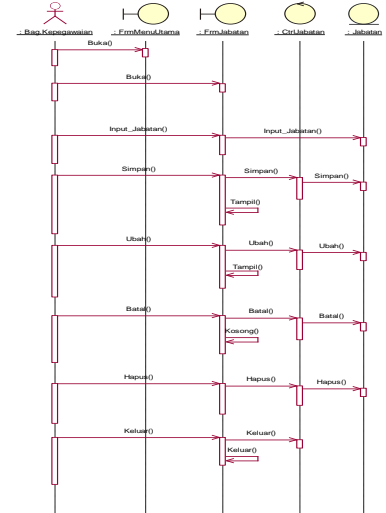 : Bag.Kepegawaian : FrmMenuUtama : FrmJabatan : CtrlJabatan : Jabatan
Buka()
Buka()
Input_Jabatan()
Input_Jabatan()
Simpan()
Simpan()
Simpan()
Tampil()
Ubah()
Ubah()
Ubah()
Tampil()
Batal()
Batal()
Batal()
Kosong()
Hapus()
Hapus()
Hapus()
Keluar()
Keluar()
Keluar()